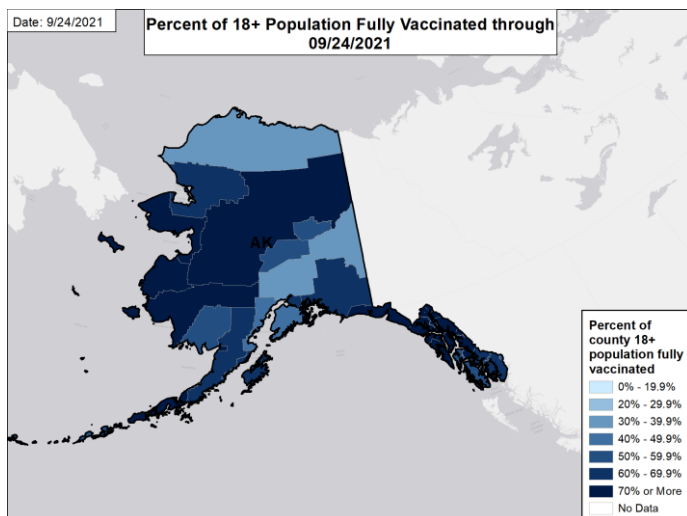 Date: 9/24/2021
Percent of 18+ Population Fully Vaccinated through
09/24/2021
AK
Percent of
county 18+
population fully
vaccinated
0% - 19.9%
20% - 29.9%
30% - 39.9%
40% - 49.9%
50% - 59.9%
60% - 69.9%
70% or More
No Data